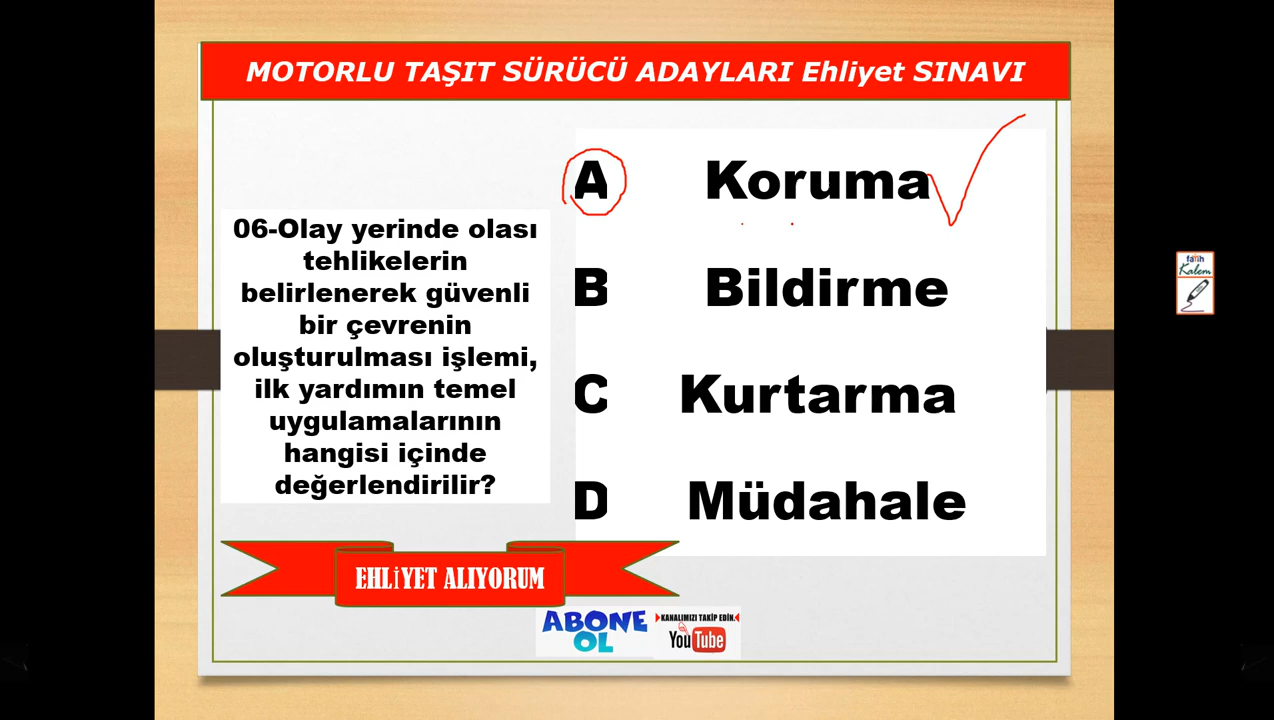 MOTORLU TAŞIT SÜRÜCÜ ADAYLARI Ehliyet SINAVI
06-Olay yerinde olası
tehlikelerin
belirlenerek güvenli
bir çevrenin
oluşturulması işlemi,
ilk yardımın temel
uygulamalarının
hangisi içinde
değerlendirilir?
A Koruma
B Bildirme
C Kurtarma
D Müdahale
EHLİYET ALIYORUM
ABONE
OL
KANALIMIZI TAKİP EDİN.
YouTube
fatih
Kalem